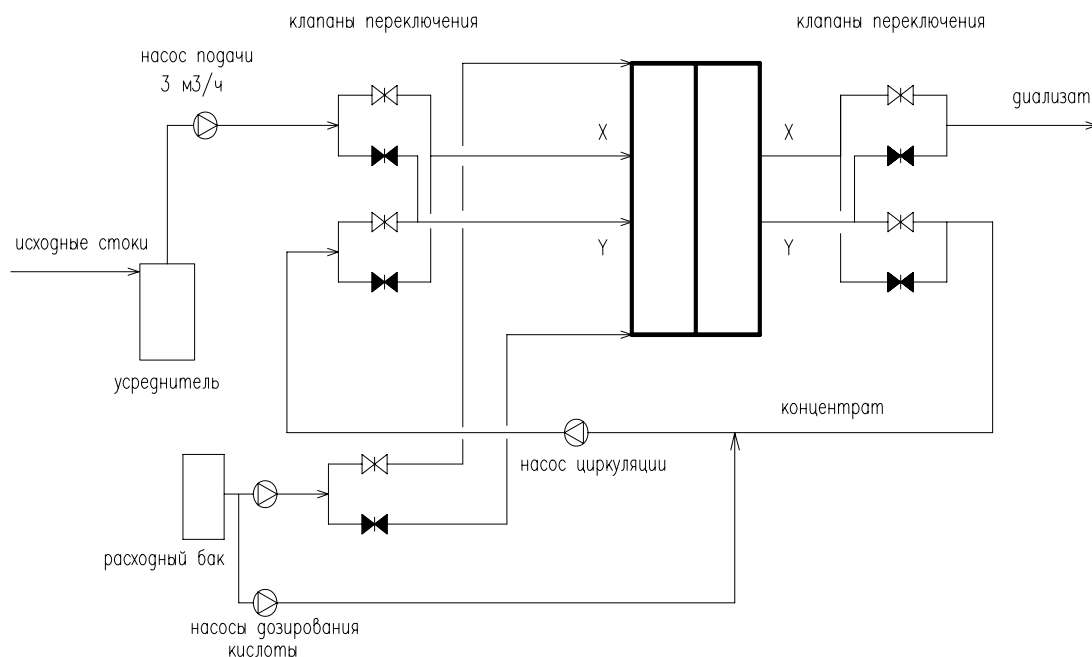 клапаны переключения
клапаны переключения
насос подачи
3 м3/ч
диализат
X
X
исходные стоки
Y
Y
усреднитель
концентрат
насос циркуляции
расходный бак
насосы дозирования
кислоты